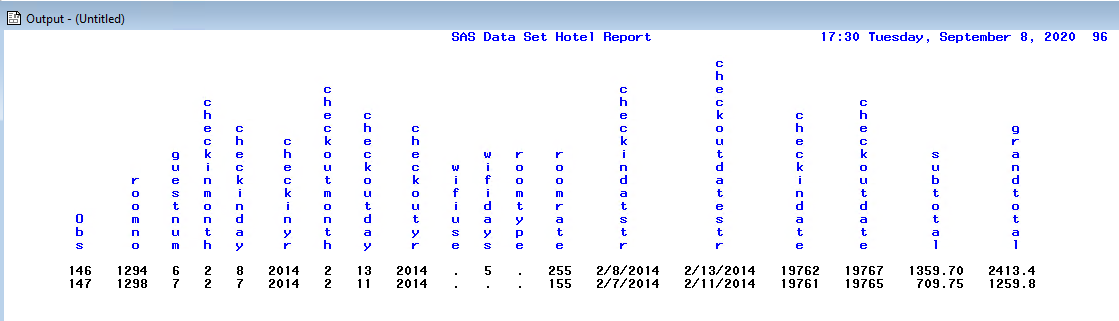 Output - (Untitled)
SAS Data Set Hotel Report 17:30 Tuesday, September 8, 2020 96
Obs
roomno
guestnum
checkinmonth
checkinday
checkinyr
checkoutmonth
checkoutday
checkoutyr
wifiuse
wifidays
roomtype
roomrate
checkindatstr
checkoutdatestr
checkindate
checkoutdate
subtotal
grandtotal
146 1294 6 2 8 2014 2 13 2014 . 5 . 255 2/8/2014 2/13/2014 19762 19767 1359.70 2413.4
147 1298 7 2 7 2014 2 11 2014 . . . 155 2/7/2014 2/11/2014 19761 19765 709.75 1259.8